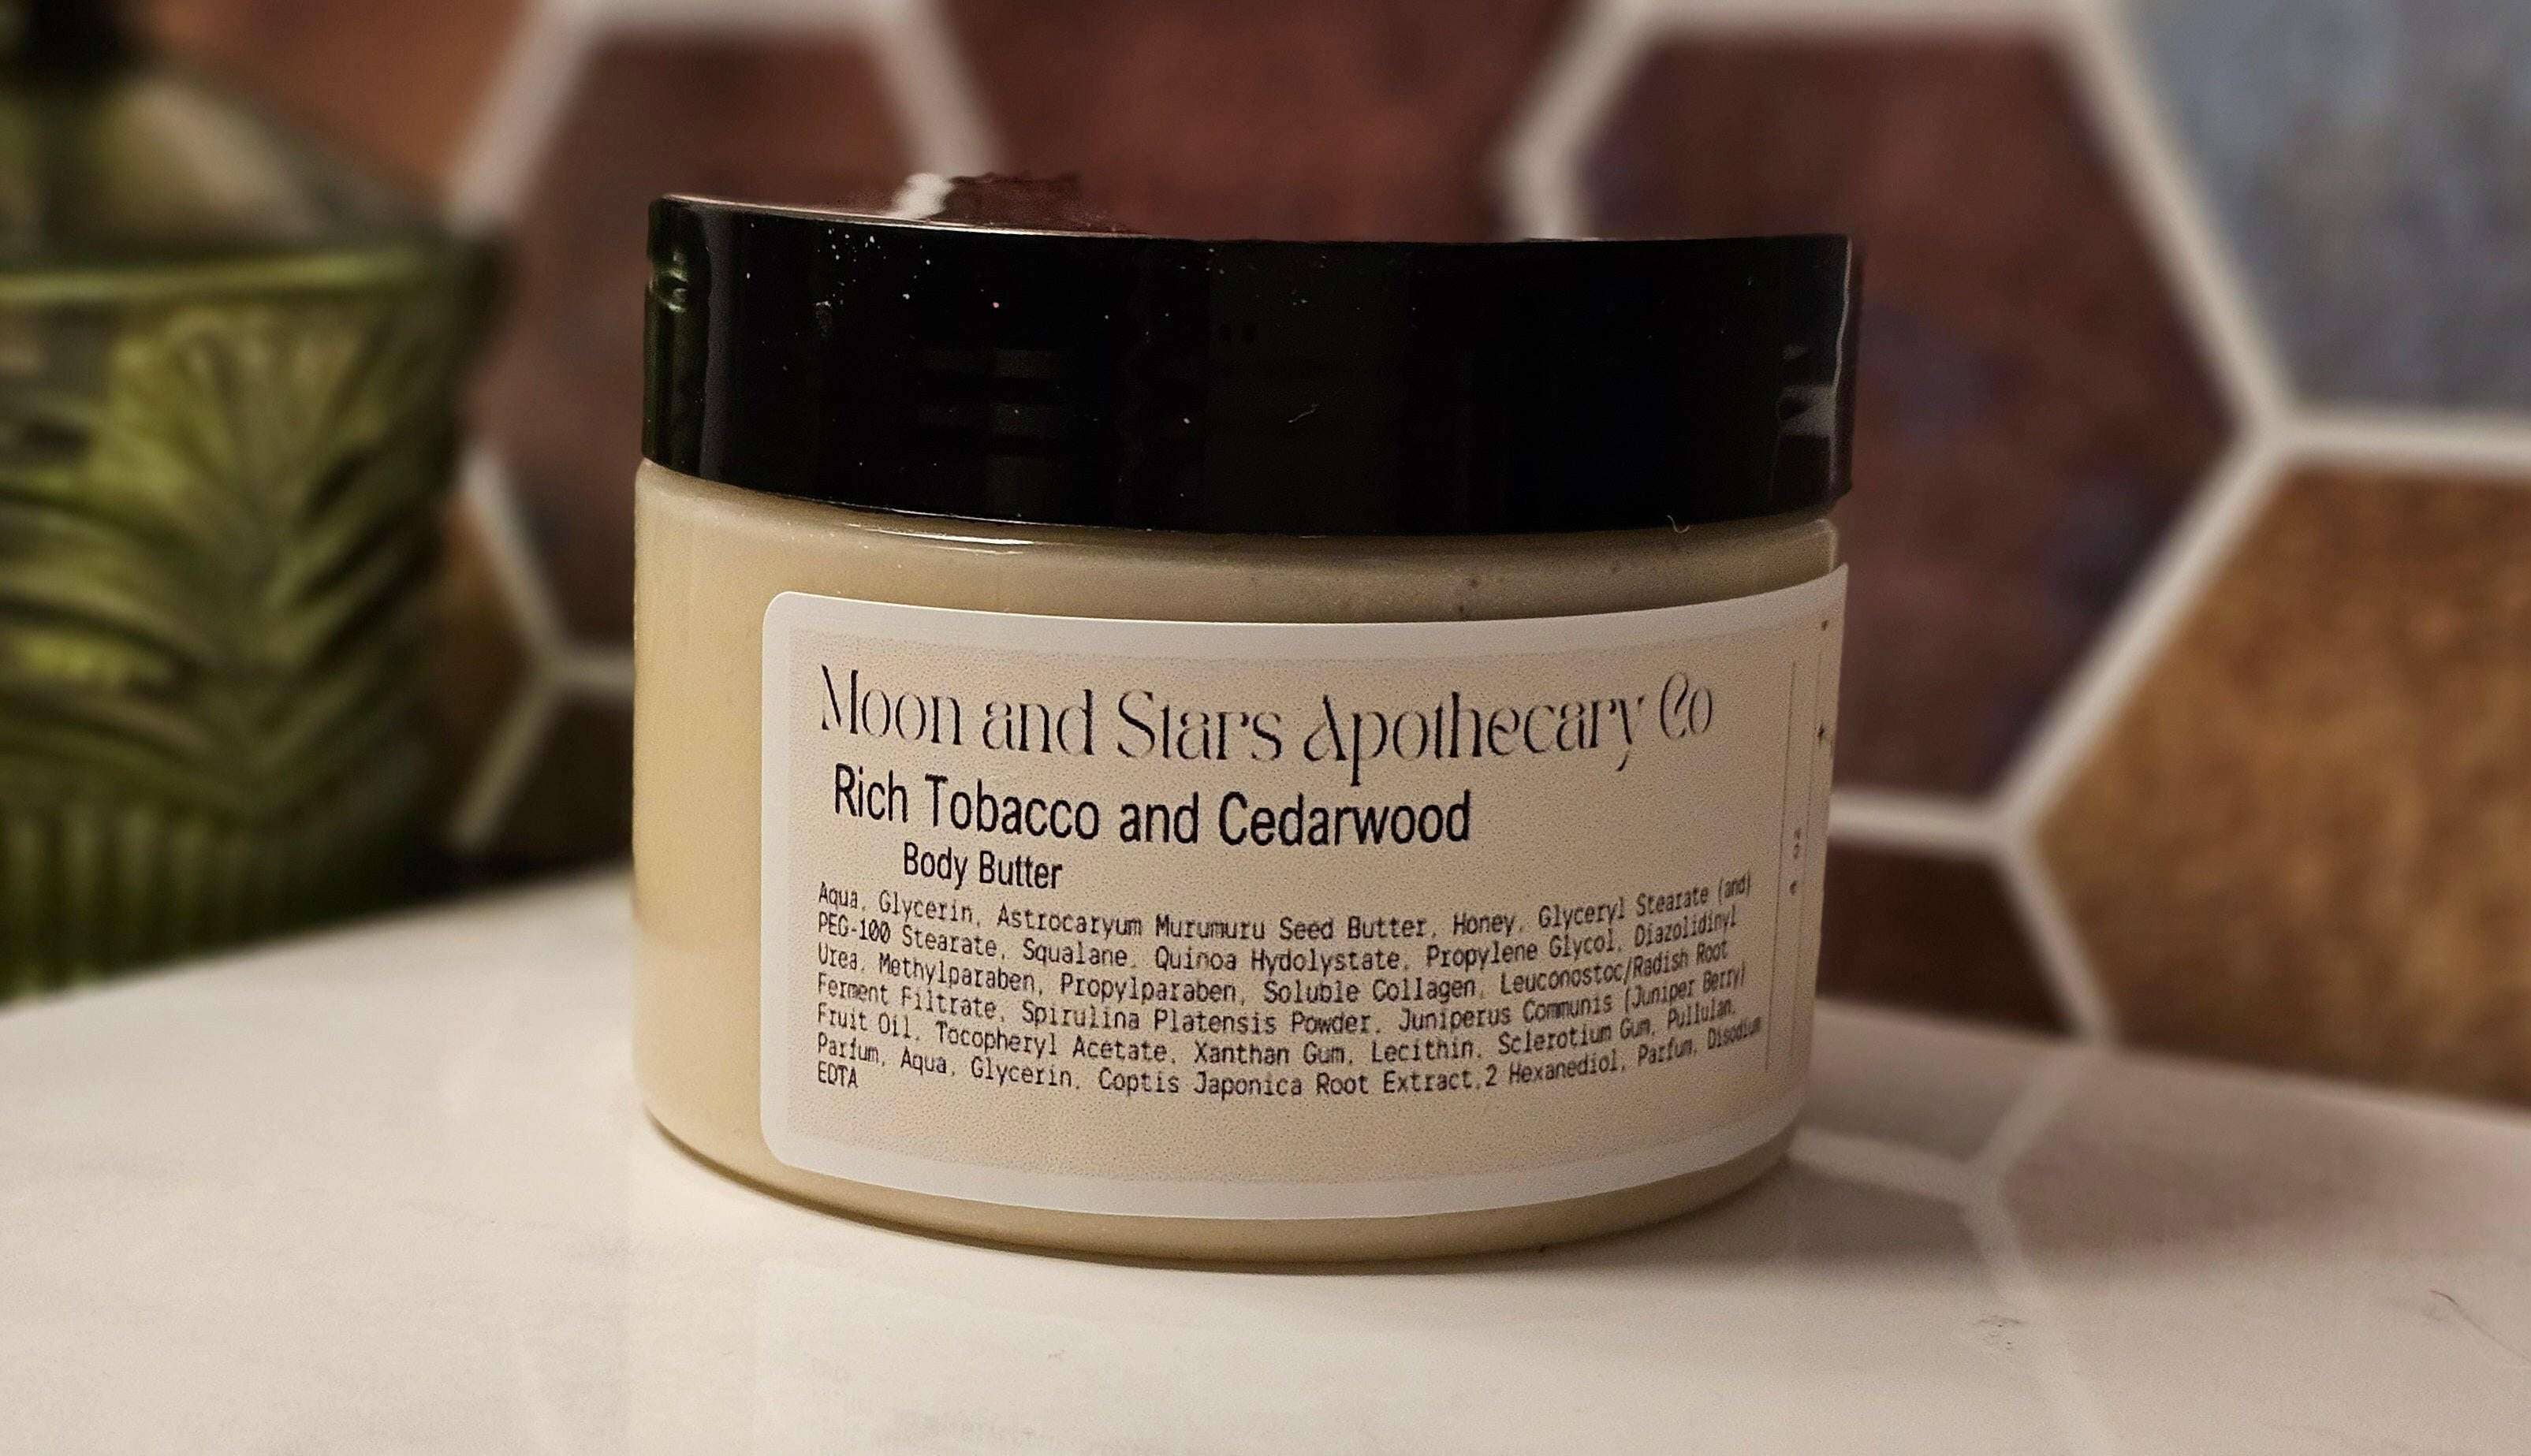 Moon and Stars Apothecary Co
Rich Tobacco and Cedarwood
Body Butter
Aqua, Glycerin, Astrocaryum Murumuru Seed Butter, Honey, Glyceryl Stearate (and)
PEG-100 Stearate, Squalane, Quinoa Hydolystate, Propylene Glycol, Diazolidinyl
Urea, Methylparaben, Propylparaben, Soluble Collagen, Leuconostoc/Radish Root
Ferment Filtrate, Spirulina Platensis Powder, Juniperus Communis (Juniper Berry)
Fruit Oil, Tocopheryl Acetate, Xanthan Gum, Lecithin, Sclerotium Gum, Pullulan,
Parfum, Aqua, Glycerin, Coptis Japonica Root Extract,2 Hexanediol, Parfum, Disodium
EDTA